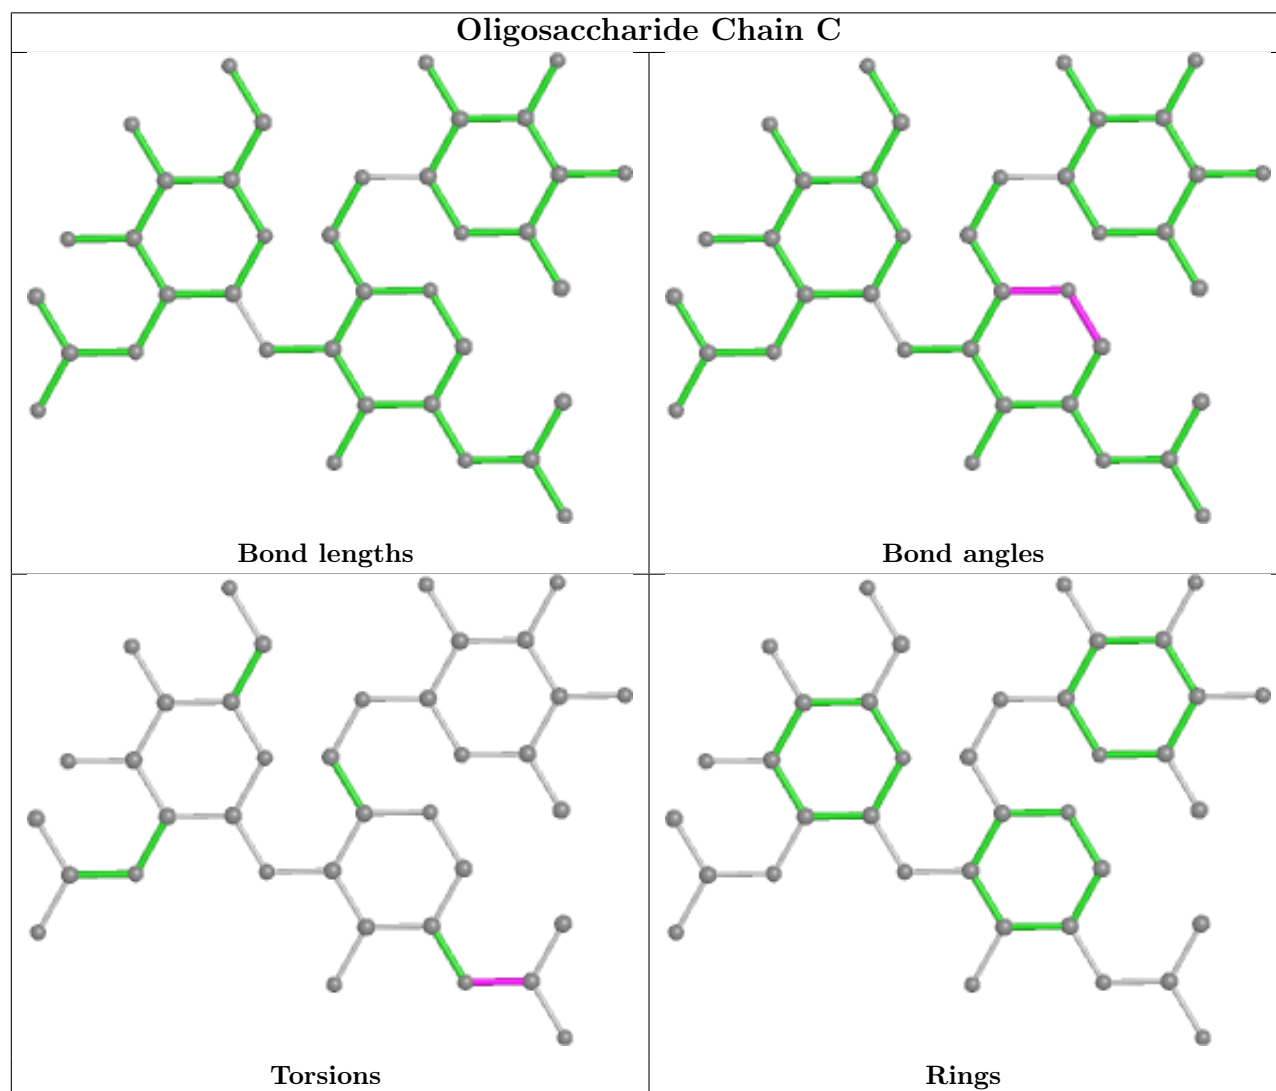 Oligosaccharide Chain C
Bond lengths
Bond angles
Torsions
Rings